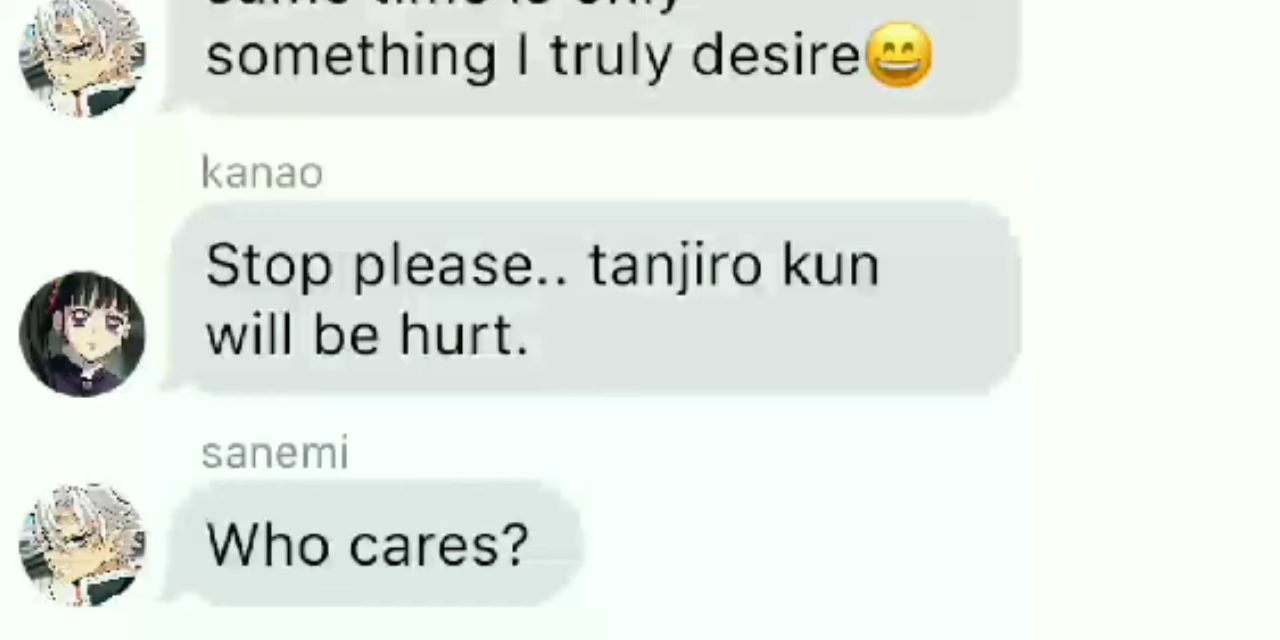 something I truly desire😄
kanao
Stop please.. tanjiro kun
will be hurt.
sanemi
Who cares?